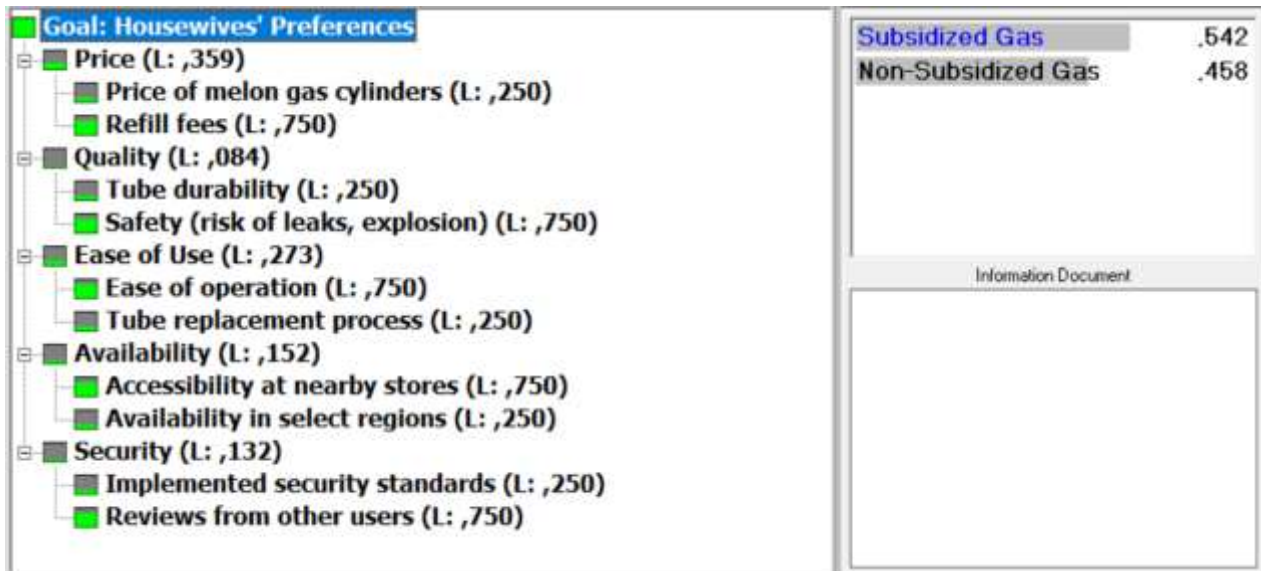 Goal: Housewives' Preferences
Price (L: ,359)
Price of melon gas cylinders (L: ,250)
Refill fees (L: ,750)
Quality (L: ,084)
Tube durability (L: ,250)
Safety (risk of leaks, explosion) (L: ,750)
Ease of Use (L: ,273)
Ease of operation (L: ,750)
Tube replacement process (L: ,250)
Availability (L: ,152)
Accessibility at nearby stores (L: ,750)
Availability in select regions (L: ,250)
Security (L: ,132)
Implemented security standards (L: ,250)
Reviews from other users (L: ,750)
Subsidized Gas ,542
Non-Subsidized Gas ,458
Information Document